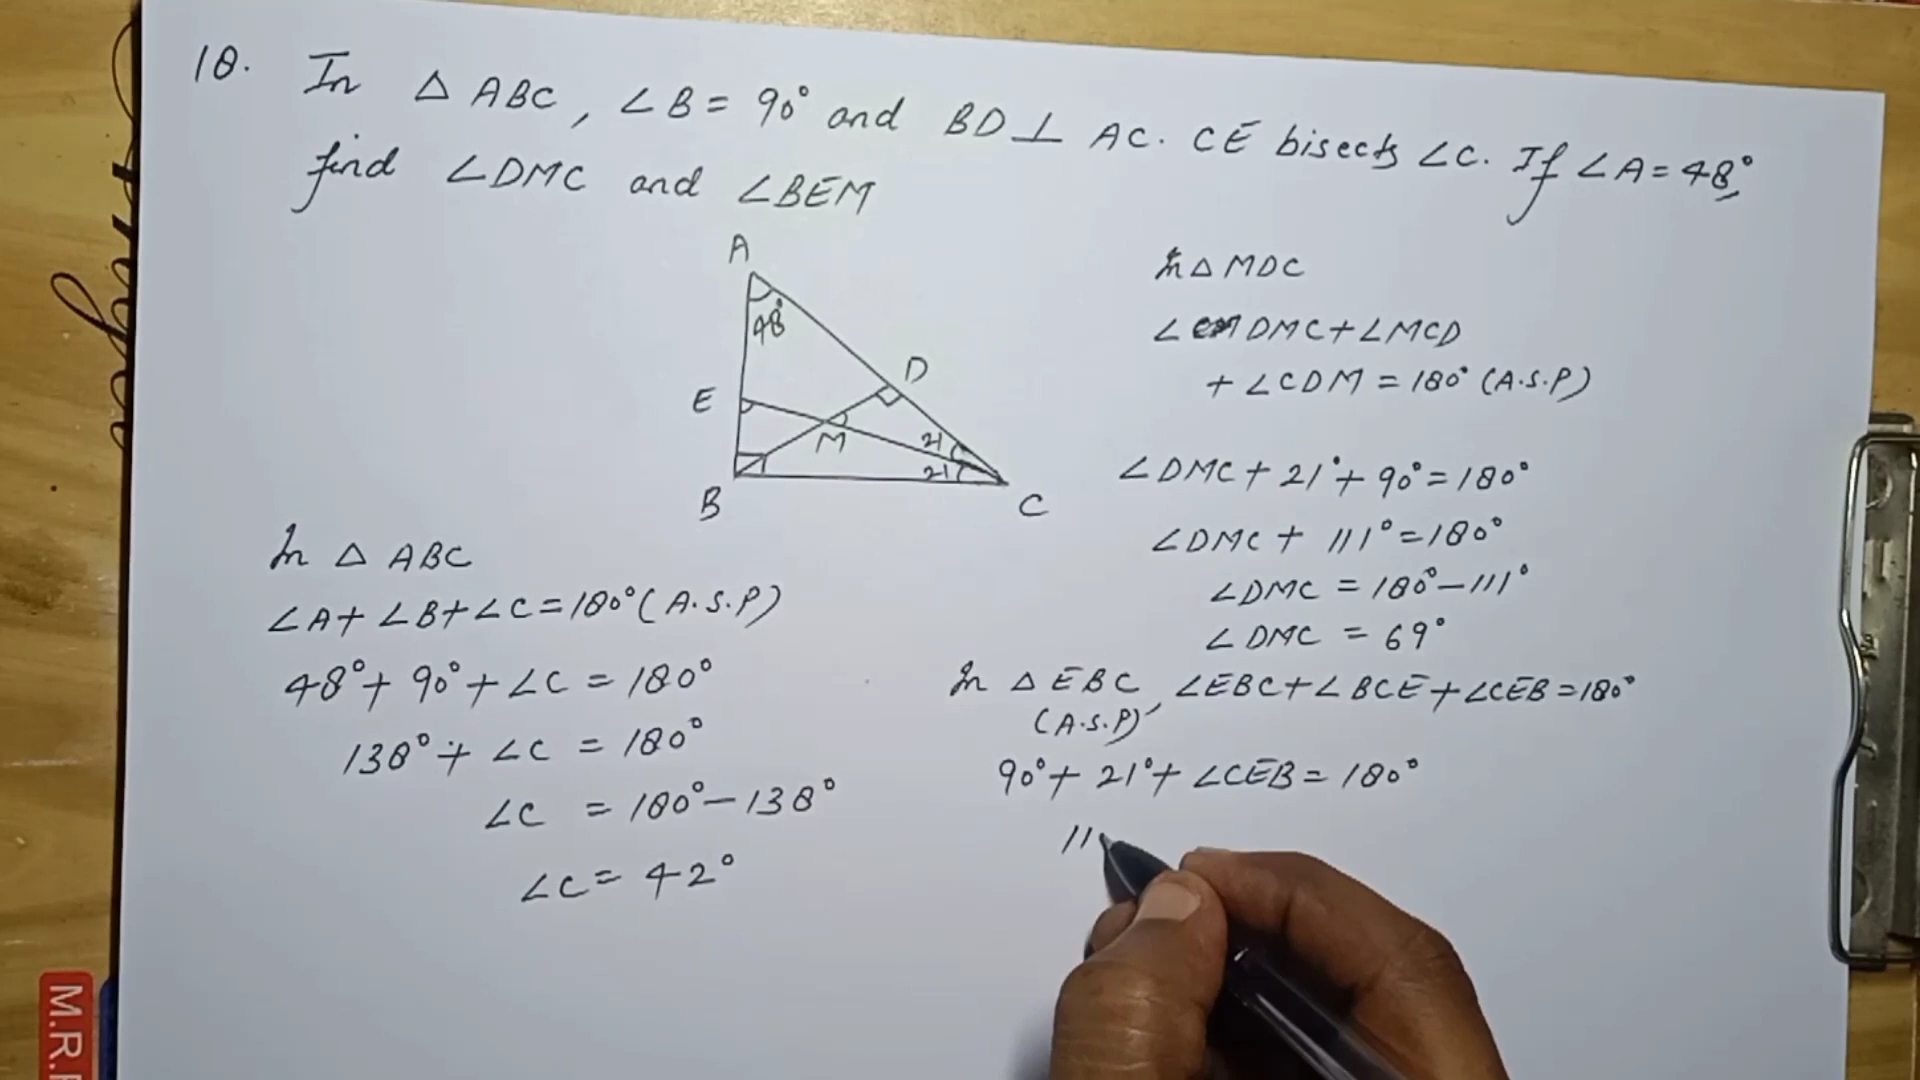 18. In △ ABC, ∠B = 90° and BD ⊥ AC. CE bisects ∠C. If ∠A = 48°
find ∠DMC and ∠BEM
A
48°
E
D
M
21
21
B
C
In △ ABC
∠A + ∠B + ∠C = 180° (A.S.P)
48° + 90° + ∠C = 180°
138° + ∠C = 180°
∠C = 180° – 138°
∠C = 42°
In △ MDC
∠DMC + ∠MCD
+ ∠CDM = 180° (A.S.P)
∠DMC + 21° + 90° = 180°
∠DMC + 111° = 180°
∠DMC = 180° – 111°
∠DMC = 69°
In △ EBC, ∠EBC + ∠BCE + ∠CEB = 180°
(A.S.P)
90° + 21° + ∠CEB = 180°
11
M.R.